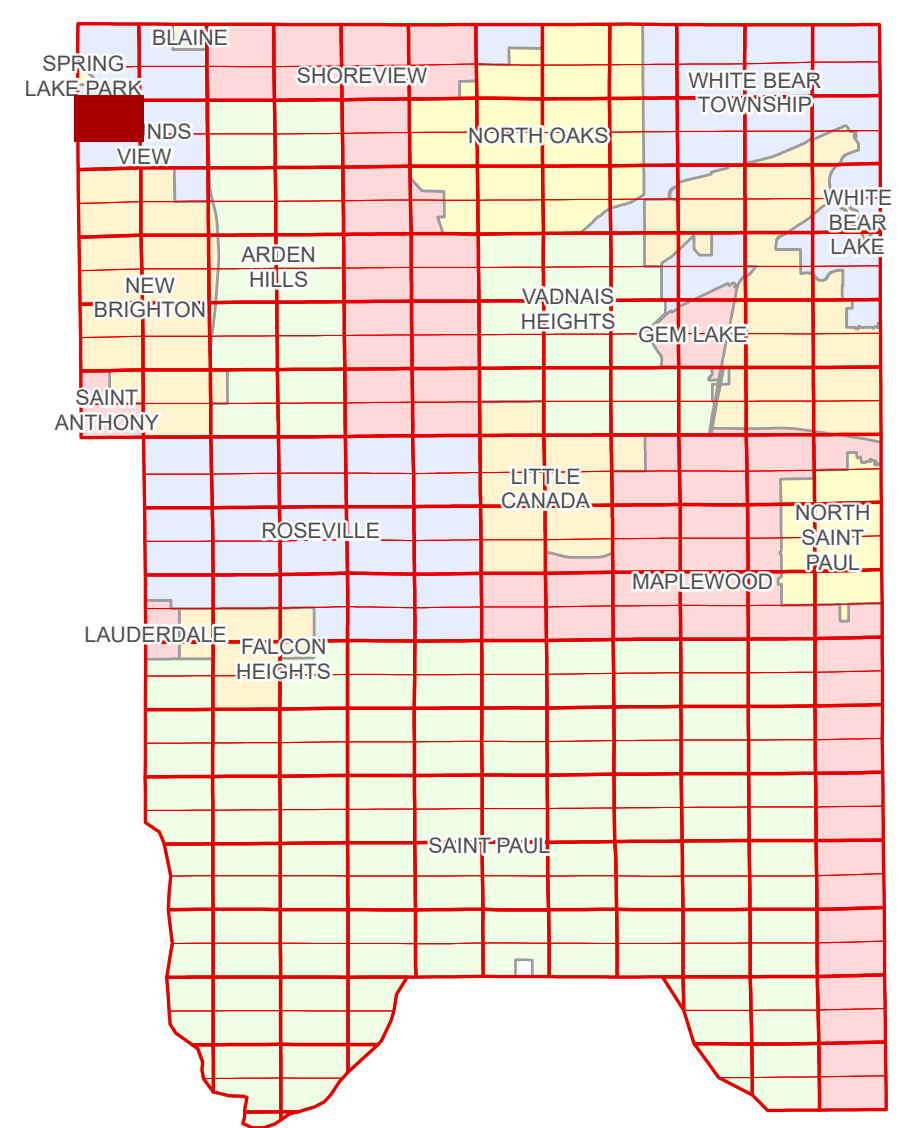 BLAINE
SPRING
LAKE PARK
SHOREVIEW
WHITE BEAR
TOWNSHIP
NDS
VIEW
NORTH OAKS
WHITE
BEAR
LAKE
ARDEN
HILLS
NEW
BRIGHTON
VADNAIS
HEIGHTS
GEM LAKE
SAINT
ANTHONY
LITTLE
CANADA
ROSEVILLE
NORTH
SAINT
PAUL
MAPLEWOOD
LAUDERDALE
FALCON
HEIGHTS
SAINT PAUL